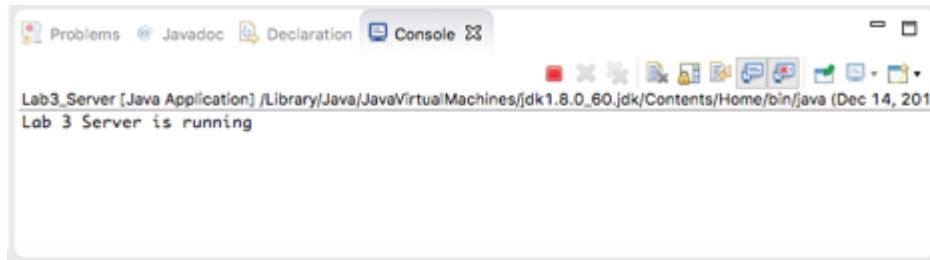 Problems @ Javadoc Declaration Console
Lab3_Server [Java Application] /Library/Java/JavaVirtualMachines/jdk1.8.0_60.jdk/Contents/Home/bin/java (Dec 14, 201
Lab 3 Server is running